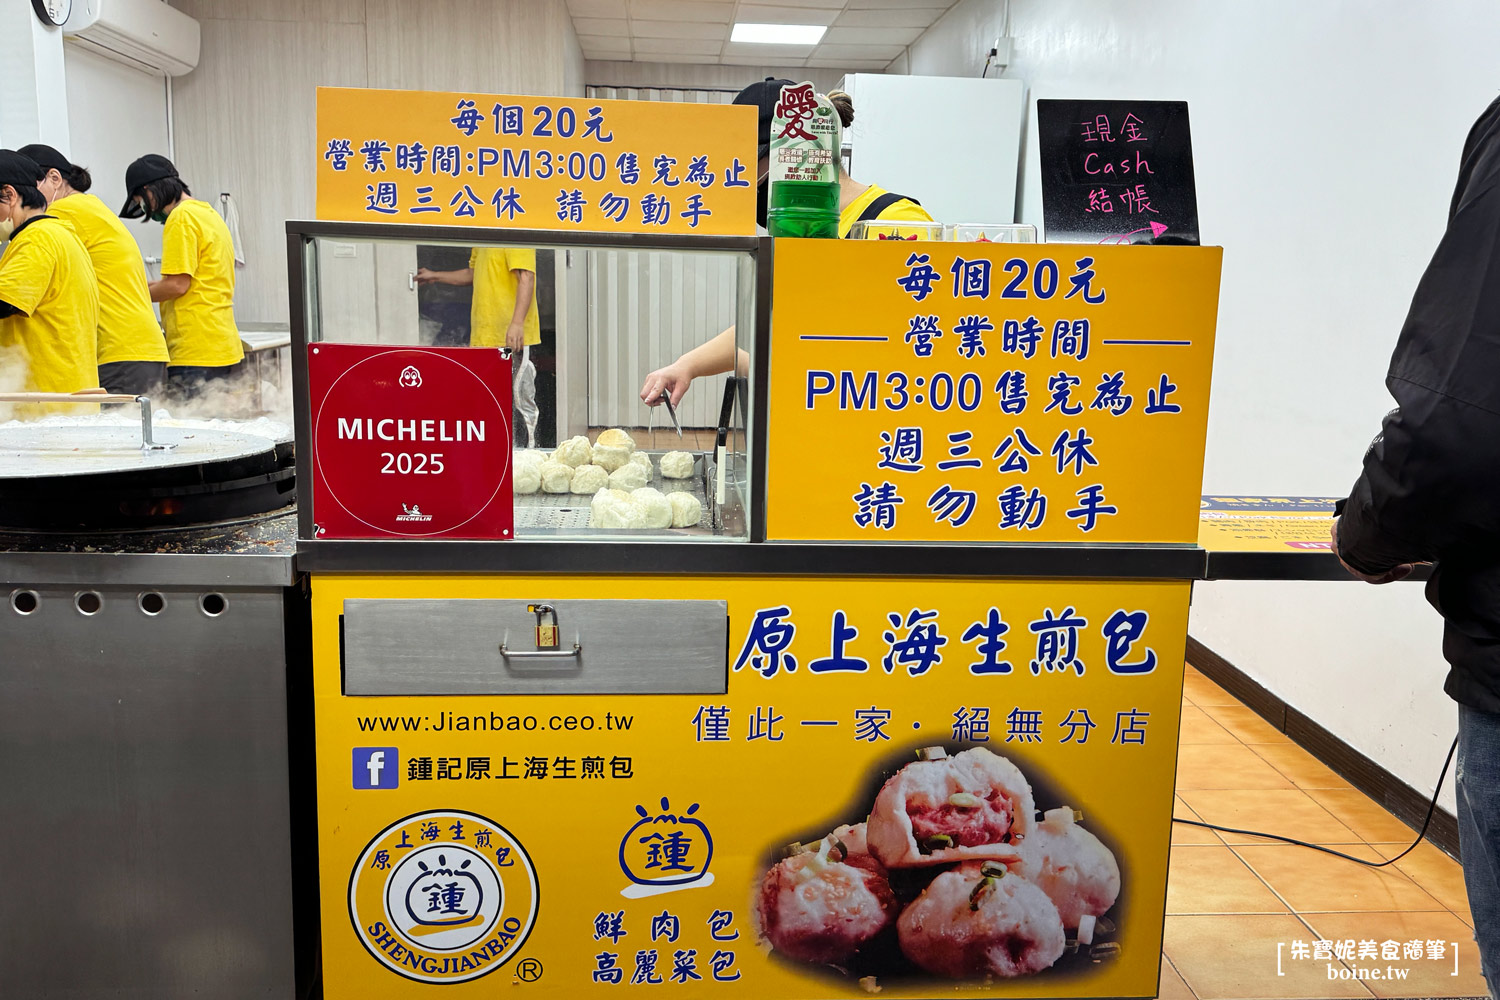 每個20元
營業時間:PM3:00售完為止
週三公休 請勿動手
愛
現金
Cash
結帳
每個20元
營業時間
PM3:00售完為止
週三公休
請勿動手
MICHELIN
2025
MICHELIN
原上海生煎包
僅此一家·絕無分店
www:Jianbao.ceo.tw
f 鍾記原上海生煎包
原上海生煎包
鍾
SHENGJIANBAO
®
鍾
鮮肉包
高麗菜包
[朱寶妮美食隨筆]
boine.tw